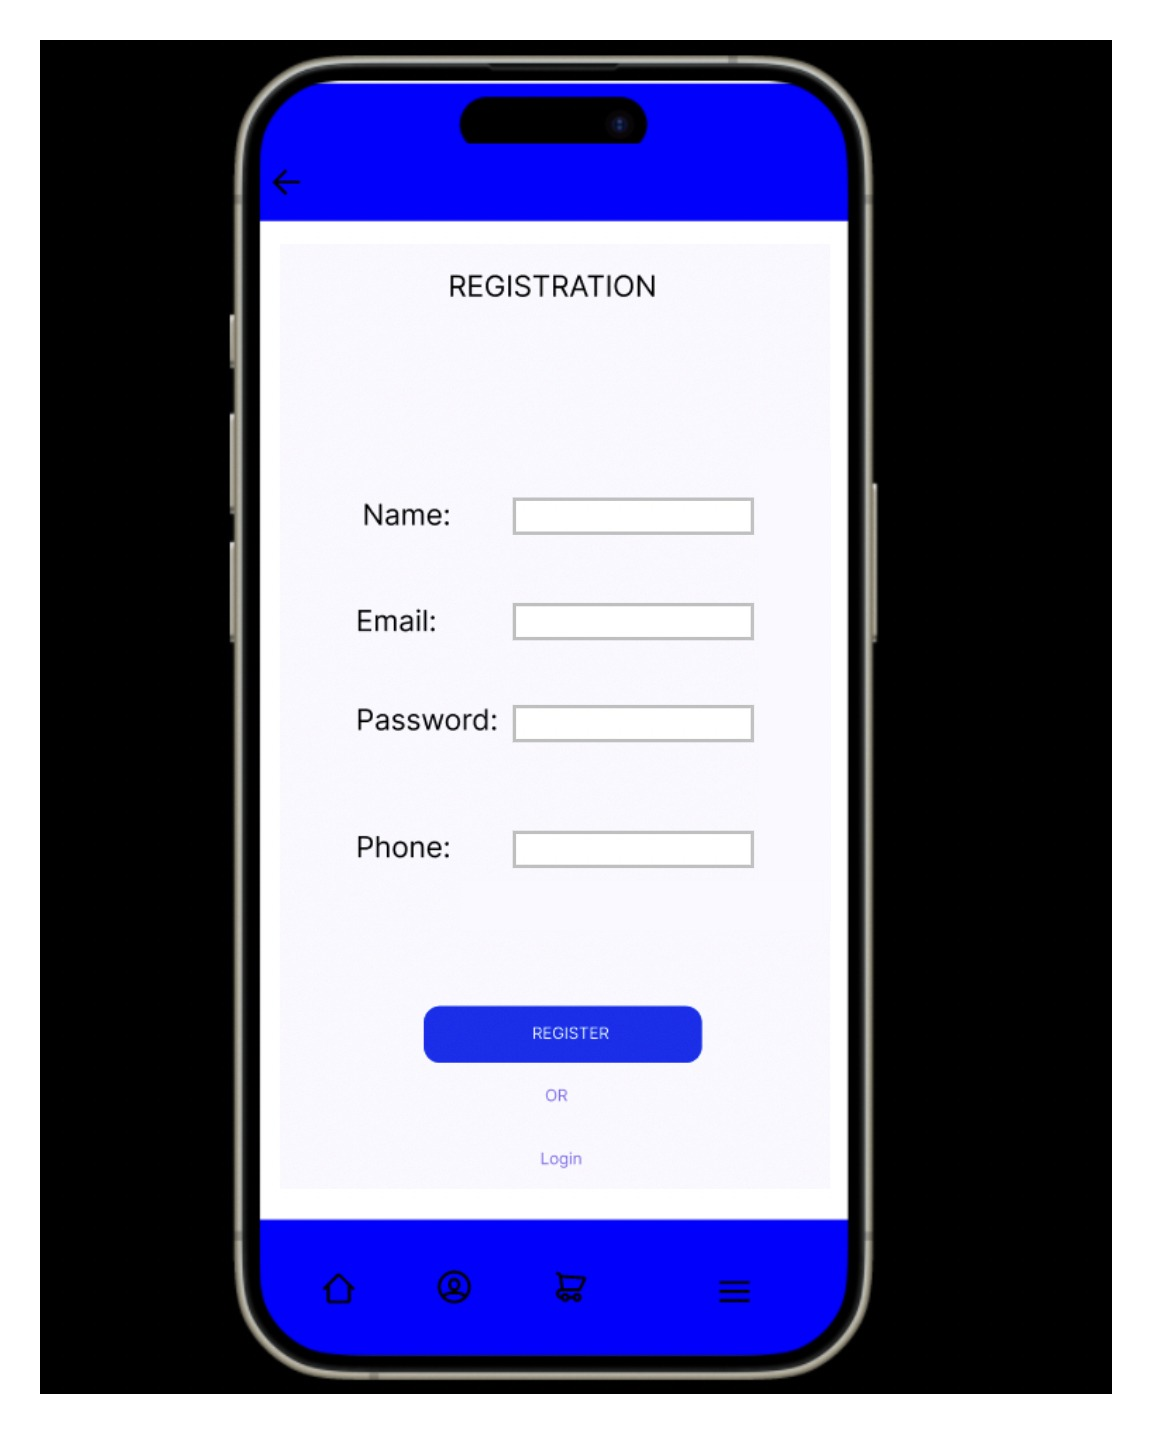 REGISTRATION
Name:
Email:
Password:
Phone:
REGISTER
OR
Login